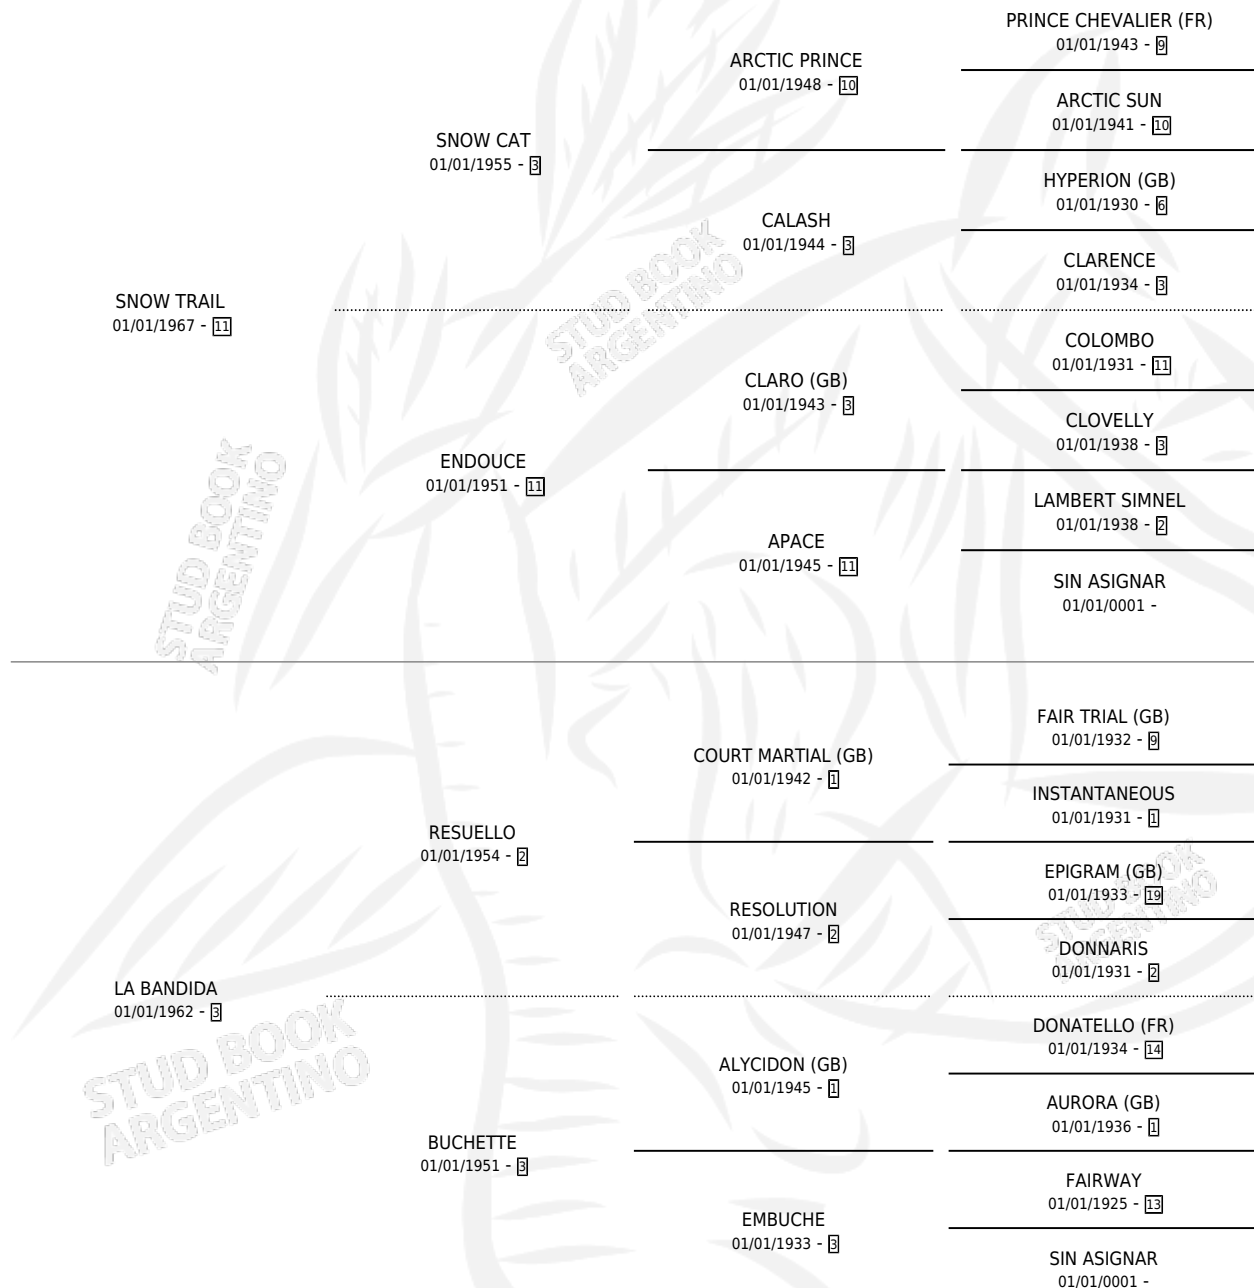 PRINCE CHEVALIER (FR)
01/01/1943 - 9
ARCTIC PRINCE
01/01/1948 - 10
ARCTIC SUN
01/01/1941 - 10
SNOW CAT
01/01/1955 - 3
HYPERION (GB)
01/01/1930 - 6
CALASH
01/01/1944 - 3
CLARENCE
01/01/1934 - 3
SNOW TRAIL
01/01/1967 - 11
STUD BOOK
ARGENTINO
COLOMBO
01/01/1931 - 11
CLARO (GB)
01/01/1943 - 3
CLOVELLY
01/01/1938 - 3
ENDOUCE
01/01/1951 - 11
LAMBERT SIMNEL
01/01/1938 - 2
APACE
01/01/1945 - 11
SIN ASIGNAR
01/01/0001 -
STUD BOOK
ARGENTINO
FAIR TRIAL (GB)
01/01/1932 - 9
COURT MARTIAL (GB)
01/01/1942 - 1
INSTANTANEOUS
01/01/1931 - 1
RESUELLO
01/01/1954 - 2
EPIGRAM (GB)
01/01/1933 - 19
RESOLUTION
01/01/1947 - 2
DONNARIS
01/01/1931 - 2
STUD BOOK
ARGENTINO
LA BANDIDA
01/01/1962 - 3
STUD BOOK
ARGENTINO
DONATELLO (FR)
01/01/1934 - 14
ALYCIDON (GB)
01/01/1945 - 1
AURORA (GB)
01/01/1936 - 1
BUCHETTE
01/01/1951 - 3
FAIRWAY
01/01/1925 - 13
EMBUCHE
01/01/1933 - 3
SIN ASIGNAR
01/01/0001 -